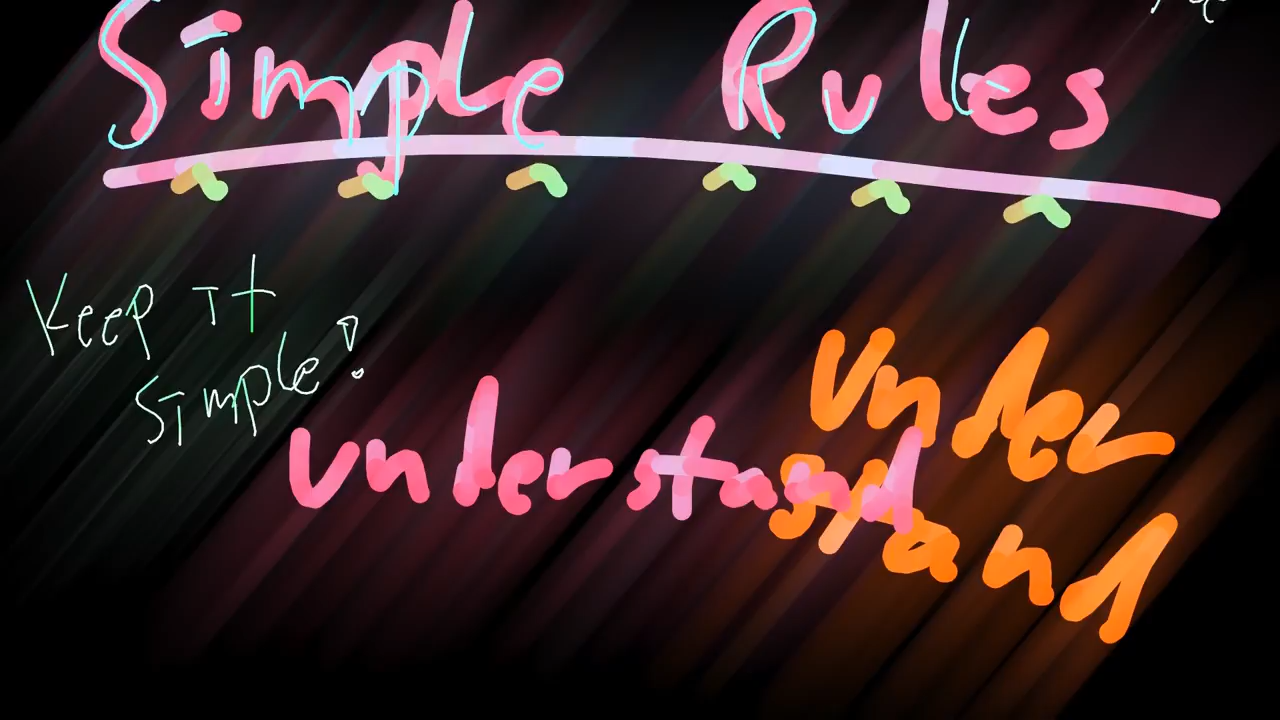 Simple Rules
Keep it
simple!
understand
Under
stand